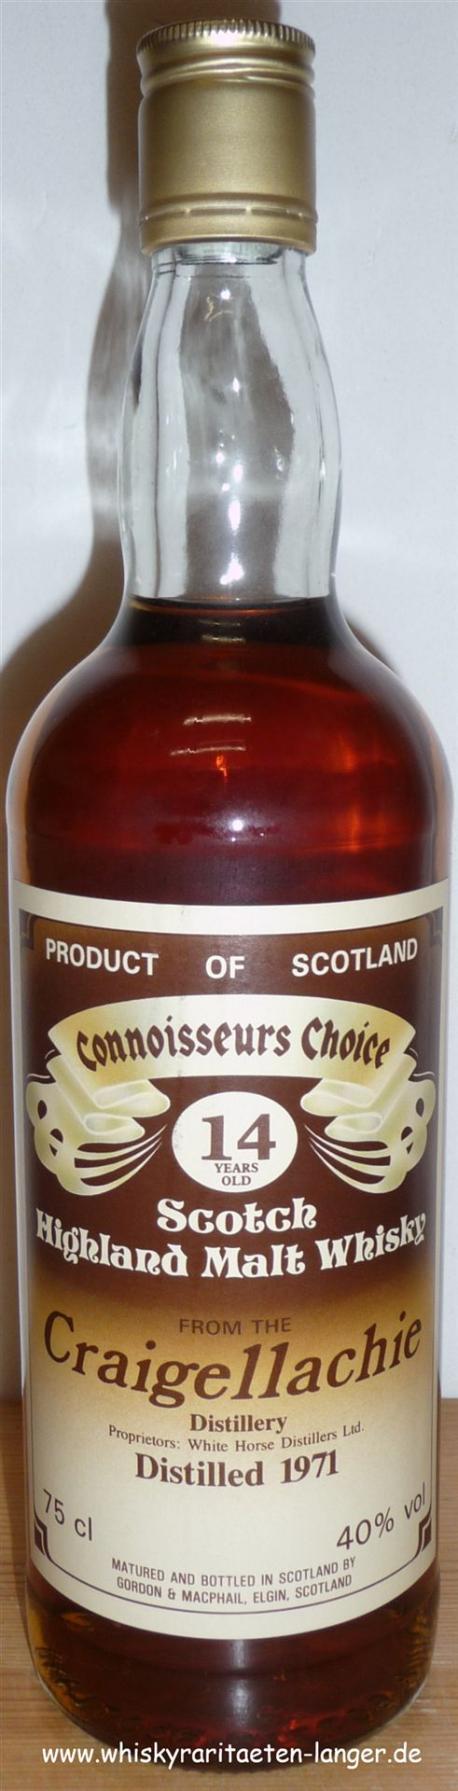 PRODUCT OF SCOTLAND
Connoisseurs Choice
14
YEARS
OLD
Scotch
Highland Malt Whisky
FROM THE
Craigellachie
Distillery
Proprietors: White Horse Distillers Ltd.
Distilled 1971
75 cl 40% vol
MATURED AND BOTTLED IN SCOTLAND BY
GORDON & MACPHAIL, ELGIN, SCOTLAND
www.whiskyraritaeten-langer.de